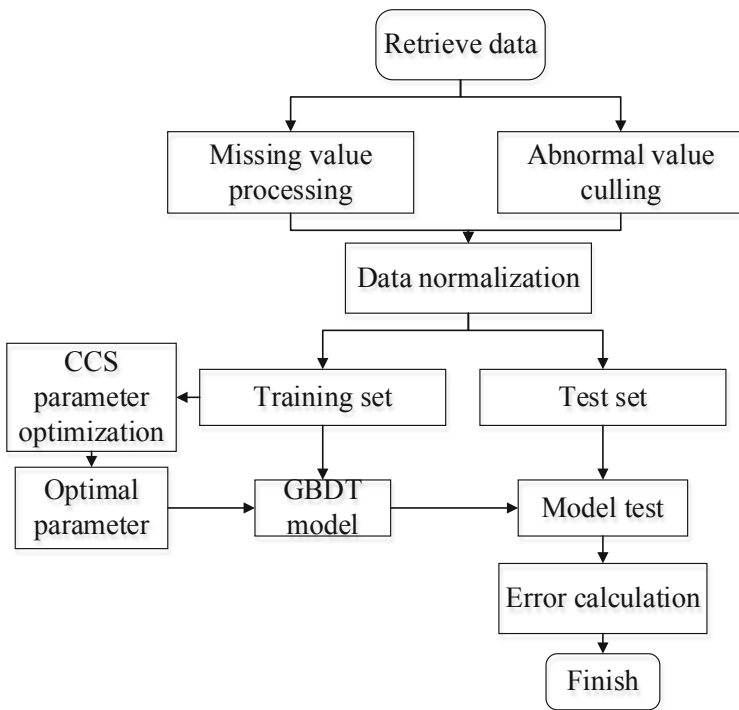 Retrieve data
Missing value
processing
Abnormal value
culling
Data normalization
CCS
parameter
optimization
Training set
Test set
Optimal
parameter
GBDT
model
Model test
Error calculation
Finish